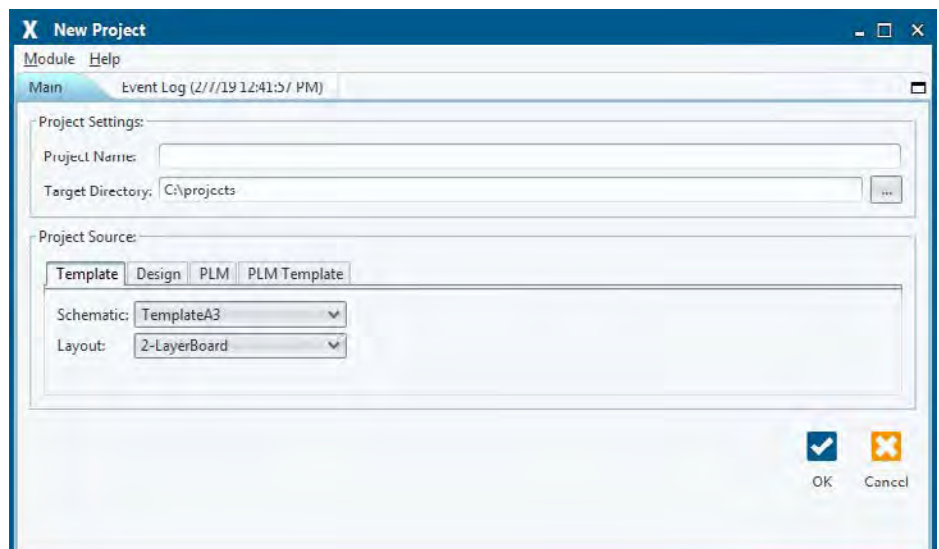 X New Project
Module Help
Main Event Log (2/7/19 12:41:57 PM)
Project Settings:
Project Name:
Target Directory: C:\projects ...
Project Source:
Template Design PLM PLM Template
Schematic: TemplateA3
Layout: 2-LayerBoard
OK Cancel